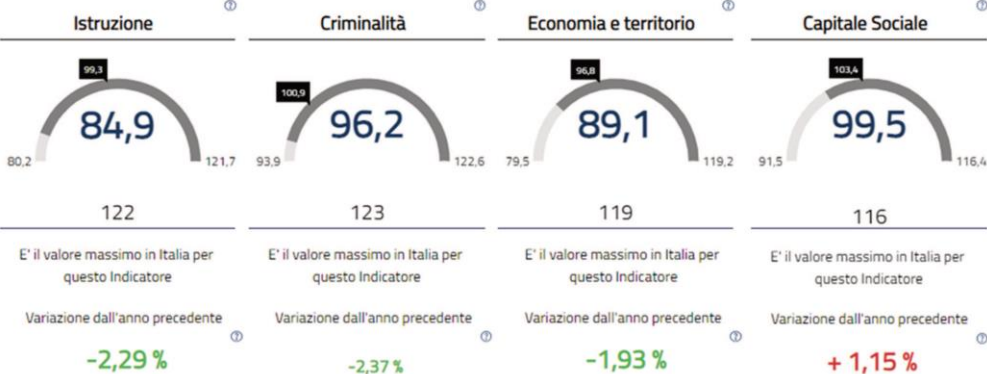 Istruzione
99,3
84,9
80,2
121,7
122
E' il valore massimo in Italia per
questo Indicatore
Variazione dall'anno precedente
-2,29 %
Criminalità
100,9
96,2
93,9
122,6
123
E' il valore massimo in Italia per
questo Indicatore
Variazione dall'anno precedente
-2,37 %
Economia e territorio
96,8
89,1
79,5
119,2
119
E' il valore massimo in Italia per
questo Indicatore
Variazione dall'anno precedente
-1,93 %
Capitale Sociale
103,4
99,5
91,5
116,4
116
E' il valore massimo in Italia per
questo Indicatore
Variazione dall'anno precedente
+ 1,15 %